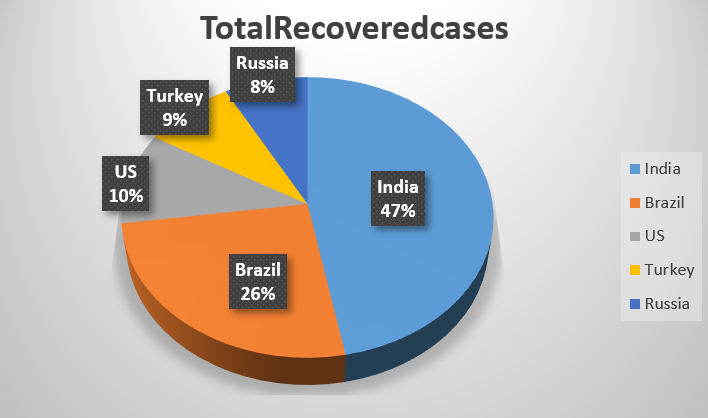 TotalRecoveredcases
Russia
8%
Turkey
9%
US
10%
India
47%
Brazil
26%
India
Brazil
US
Turkey
Russia